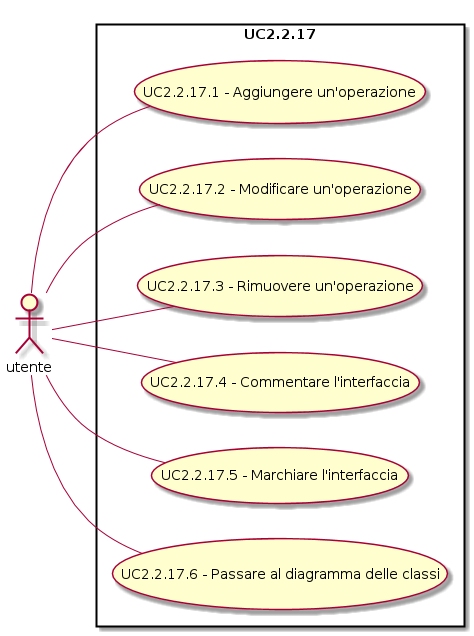 UC2.2.17
UC2.2.17.1 - Aggiungere un'operazione
UC2.2.17.2 - Modificare un'operazione
UC2.2.17.3 - Rimuovere un'operazione
utente
UC2.2.17.4 - Commentare l'interfaccia
UC2.2.17.5 - Marchiare l'interfaccia
UC2.2.17.6 - Passare al diagramma delle classi